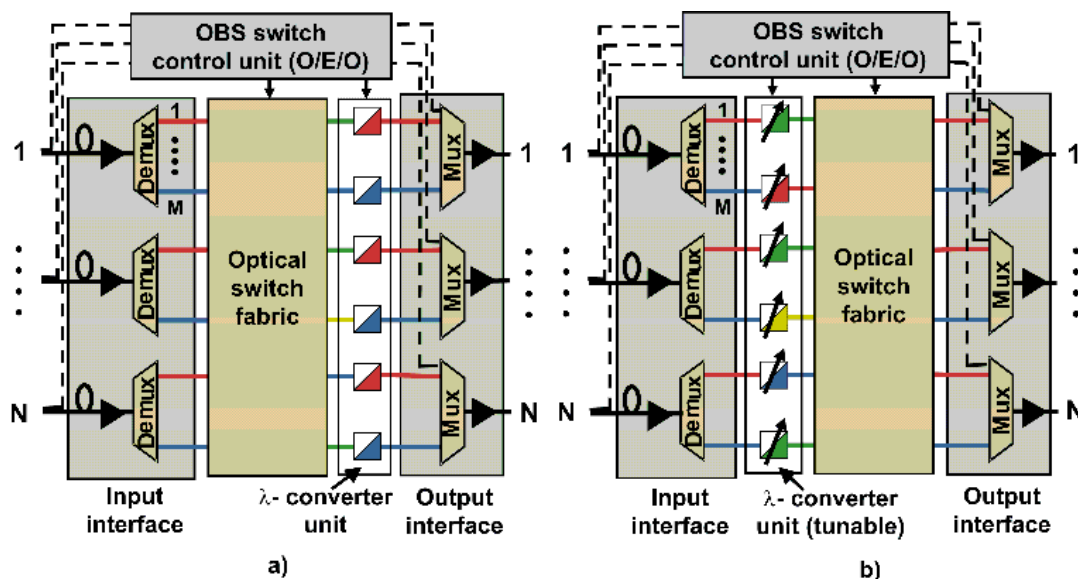 OBS switch
control unit (O/E/O)
1
Demux
1
M
Mux
1
Demux
Optical
switch
fabric
Mux
N
Demux
Mux
N
Input
interface
λ- converter
unit
Output
interface
a)
OBS switch
control unit (O/E/O)
1
Demux
1
M
Mux
1
Demux
Optical
switch
fabric
Mux
N
Demux
Mux
N
Input
interface
λ- converter
unit (tunable)
Output
interface
b)